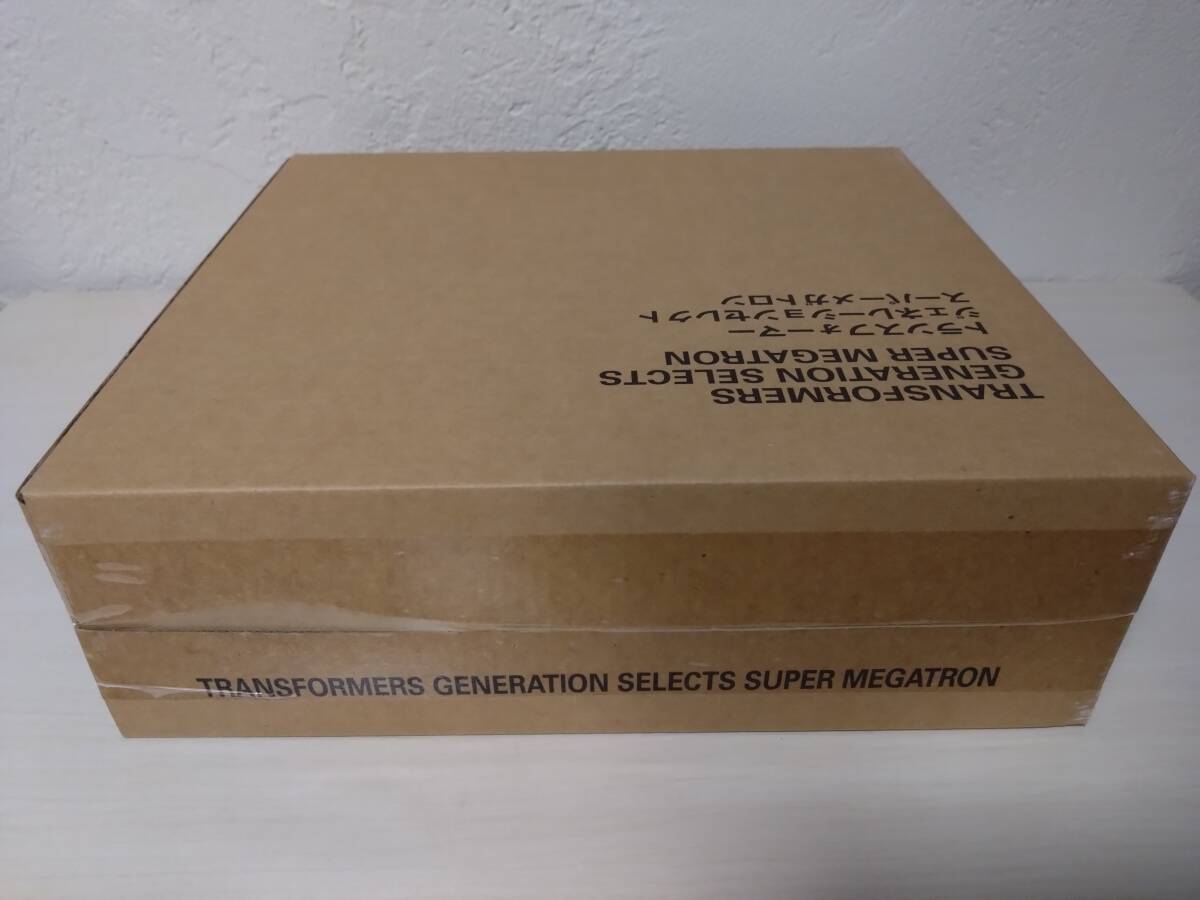 TRANSFORMERS
GENERATION SELECTS
SUPER MEGATRON
トランスフォーマー
ジェネレーションセレクト
スーパーメガトロン
TRANSFORMERS GENERATION SELECTS SUPER MEGATRON